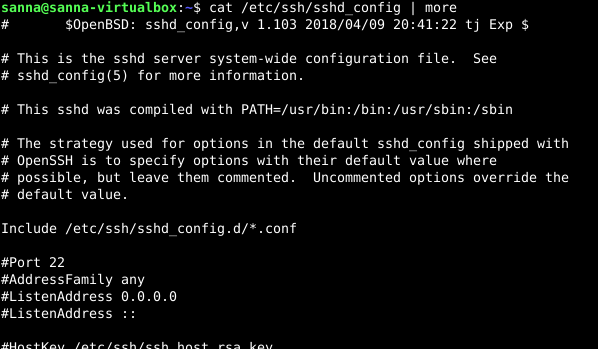 sanna@sanna-virtualbox:~$ cat /etc/ssh/sshd_config | more
#       $OpenBSD: sshd_config,v 1.103 2018/04/09 20:41:22 tj Exp $

# This is the sshd server system-wide configuration file.  See
# sshd_config(5) for more information.

# This sshd was compiled with PATH=/usr/bin:/bin:/usr/sbin:/sbin

# The strategy used for options in the default sshd_config shipped with
# OpenSSH is to specify options with their default value where
# possible, but leave them commented.  Uncommented options override the
# default value.

Include /etc/ssh/sshd_config.d/*.conf

#Port 22
#AddressFamily any
#ListenAddress 0.0.0.0
#ListenAddress ::

#HostKey /etc/ssh/ssh_host_rsa_key